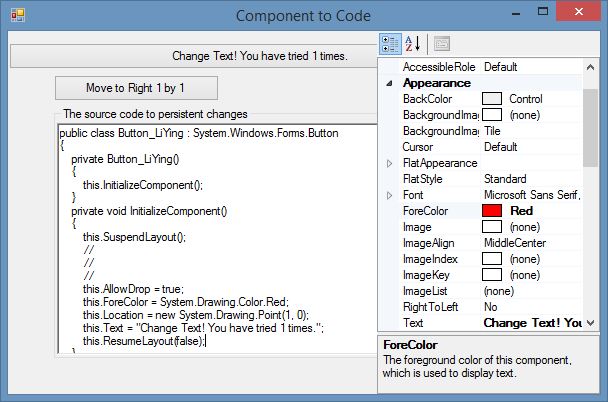 Component to Code
Change Text! You have tried 1 times.
Move to Right 1 by 1
The source code to persistent changes
public class Button_LiYing : System.Windows.Forms.Button
{
private Button_LiYing()
{
this.InitializeComponent();
}
private void InitializeComponent()
{
this.SuspendLayout();
//
//
//
this.AllowDrop = true;
this.ForeColor = System.Drawing.Color.Red;
this.Location = new System.Drawing.Point(1, 0);
this.Text = "Change Text! You have tried 1 times.";
this.ResumeLayout(false);
}
AccessibleRole Default
Appearance
BackColor Control
BackgroundImag (none)
BackgroundImag Tile
Cursor Default
FlatAppearance
FlatStyle Standard
Font Microsoft Sans Serif,
ForeColor Red
Image (none)
ImageAlign MiddleCenter
ImageIndex (none)
ImageKey (none)
ImageList (none)
RightToLeft No
Text Change Text! You
ForeColor
The foreground color of this component,
which is used to display text.